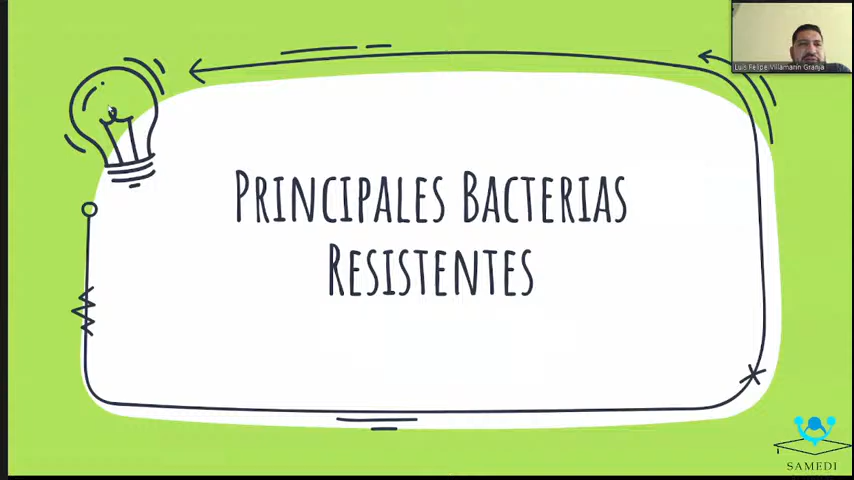 Luis Felipe Villamarin Granja
PRINCIPALES BACTERIAS
RESISTENTES
SAMEDI